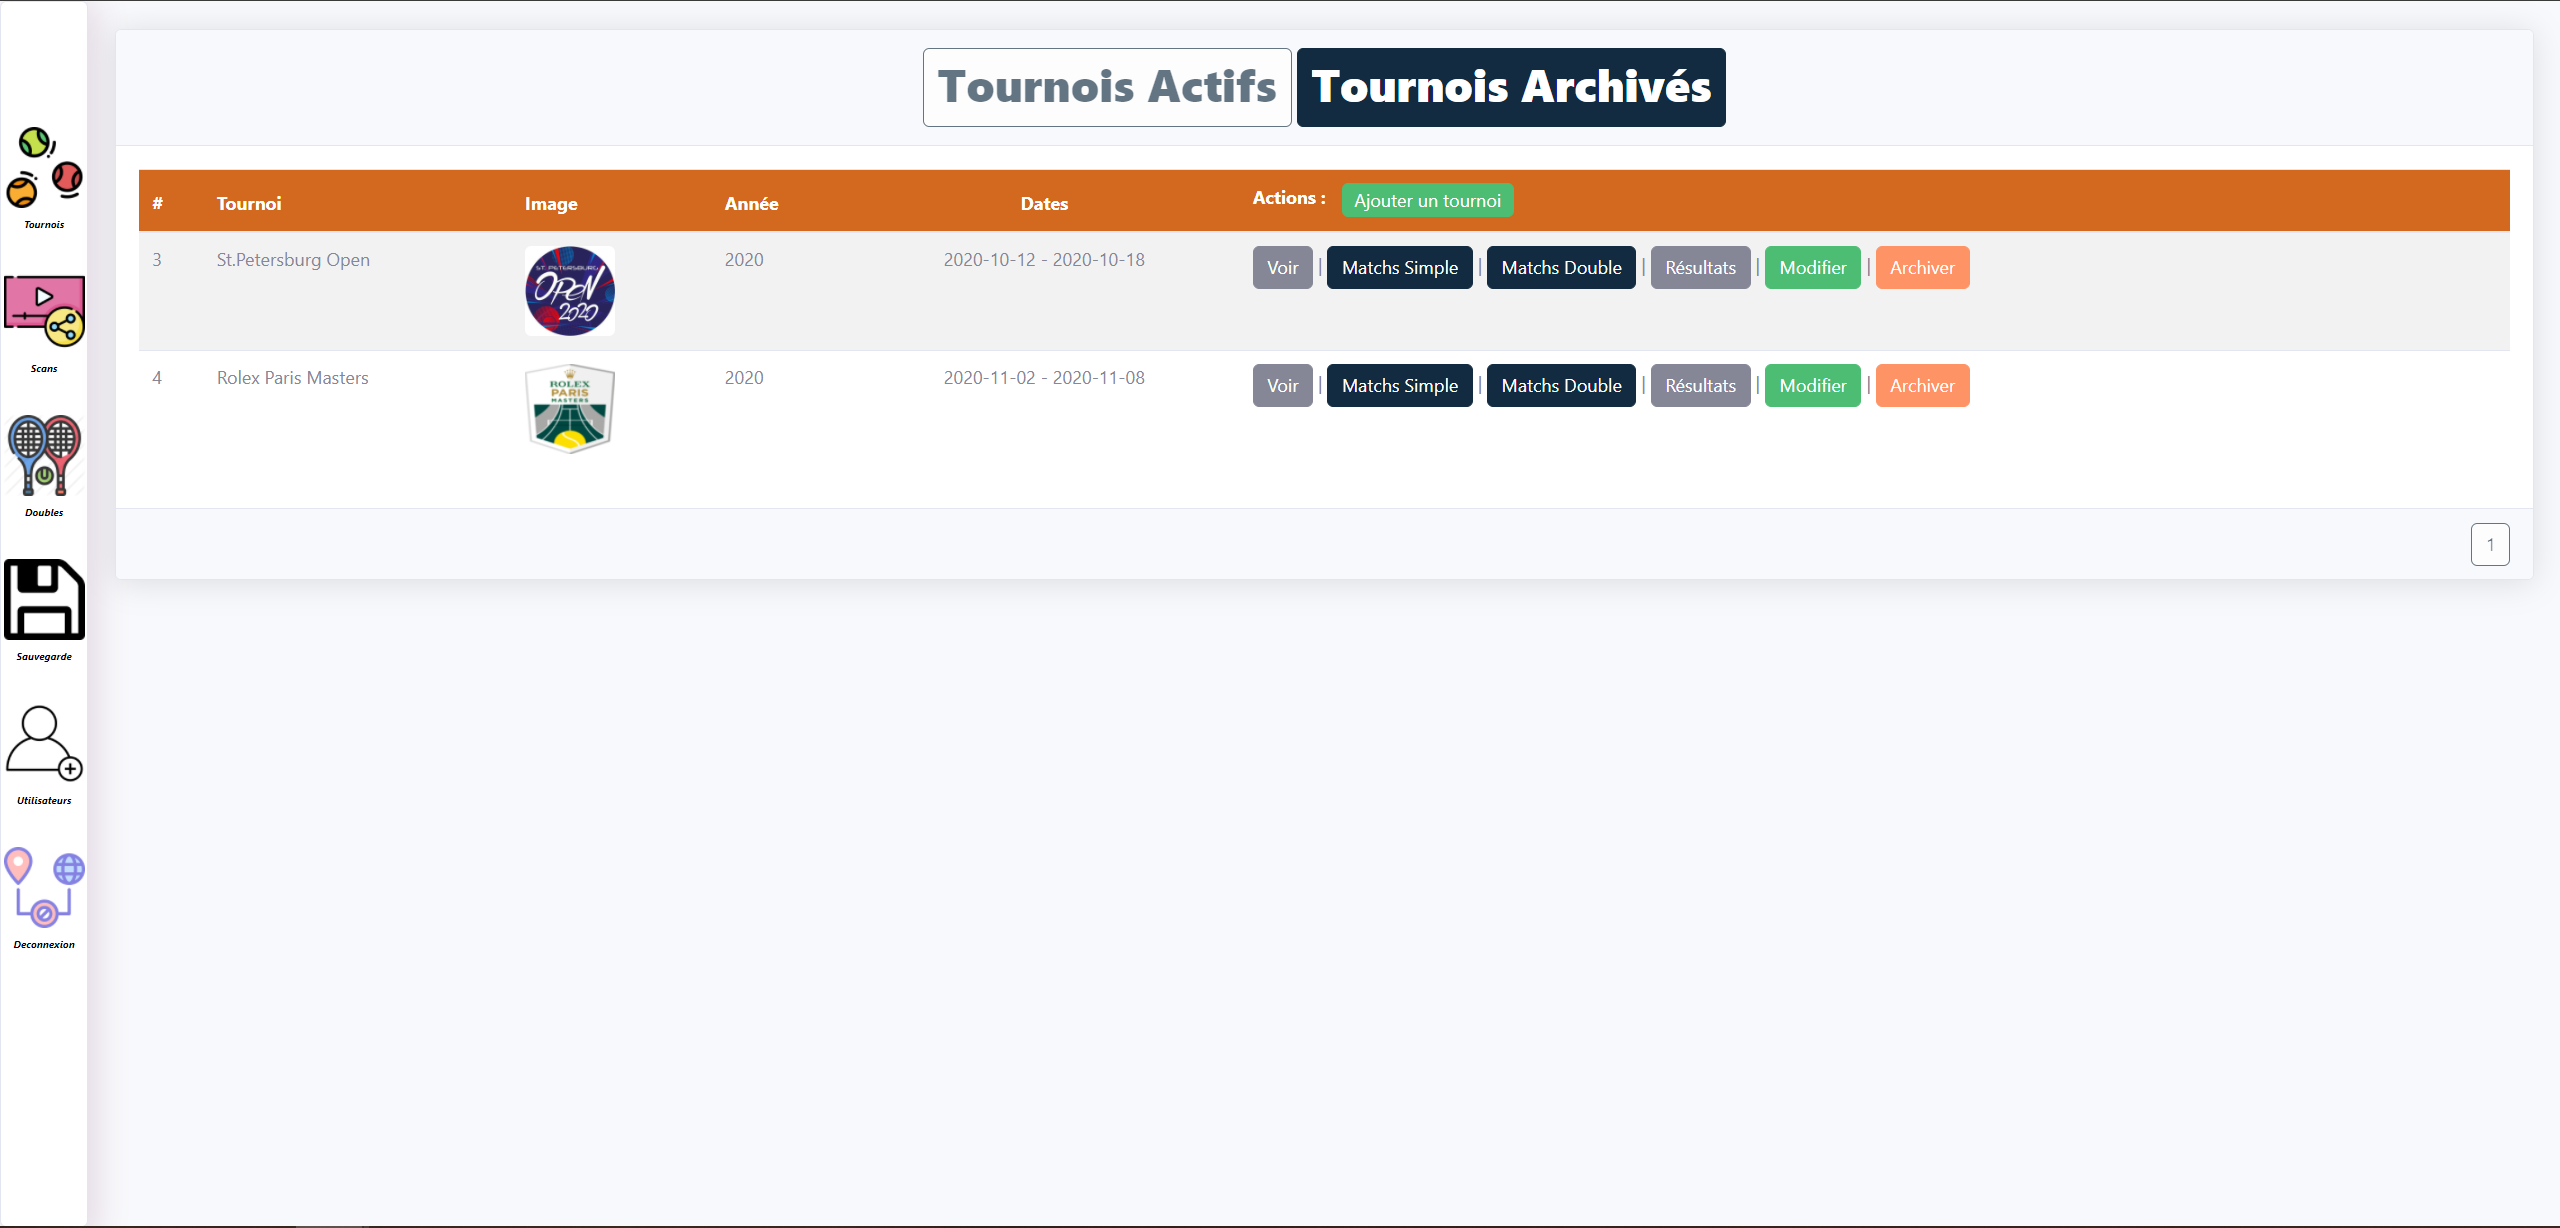 Tournois Actifs Tournois Archivés
# Tournoi Image Année Dates Actions : Ajouter un tournoi
3 St.Petersburg Open 2020 2020-10-12 - 2020-10-18 Voir | Matchs Simple | Matchs Double | Résultats | Modifier | Archiver
ST. PETERSBURG
OPEN
2020
4 Rolex Paris Masters 2020 2020-11-02 - 2020-11-08 Voir | Matchs Simple | Matchs Double | Résultats | Modifier | Archiver
ROLEX
PARIS
MASTERS
1
Tournois
Scans
Doubles
Sauvegarde
Utilisateurs
Deconnexion